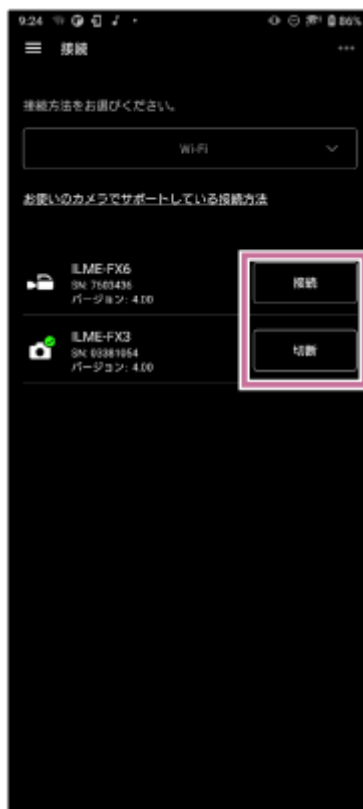 9:24
86%
接続
接続方法をお選びください。
Wi-Fi
お使いのカメラでサポートしている接続方法
ILME-FX6
SN: 7503436
バージョン: 4.00
接続
ILME-FX3
SN: 03381054
バージョン: 4.00
切断